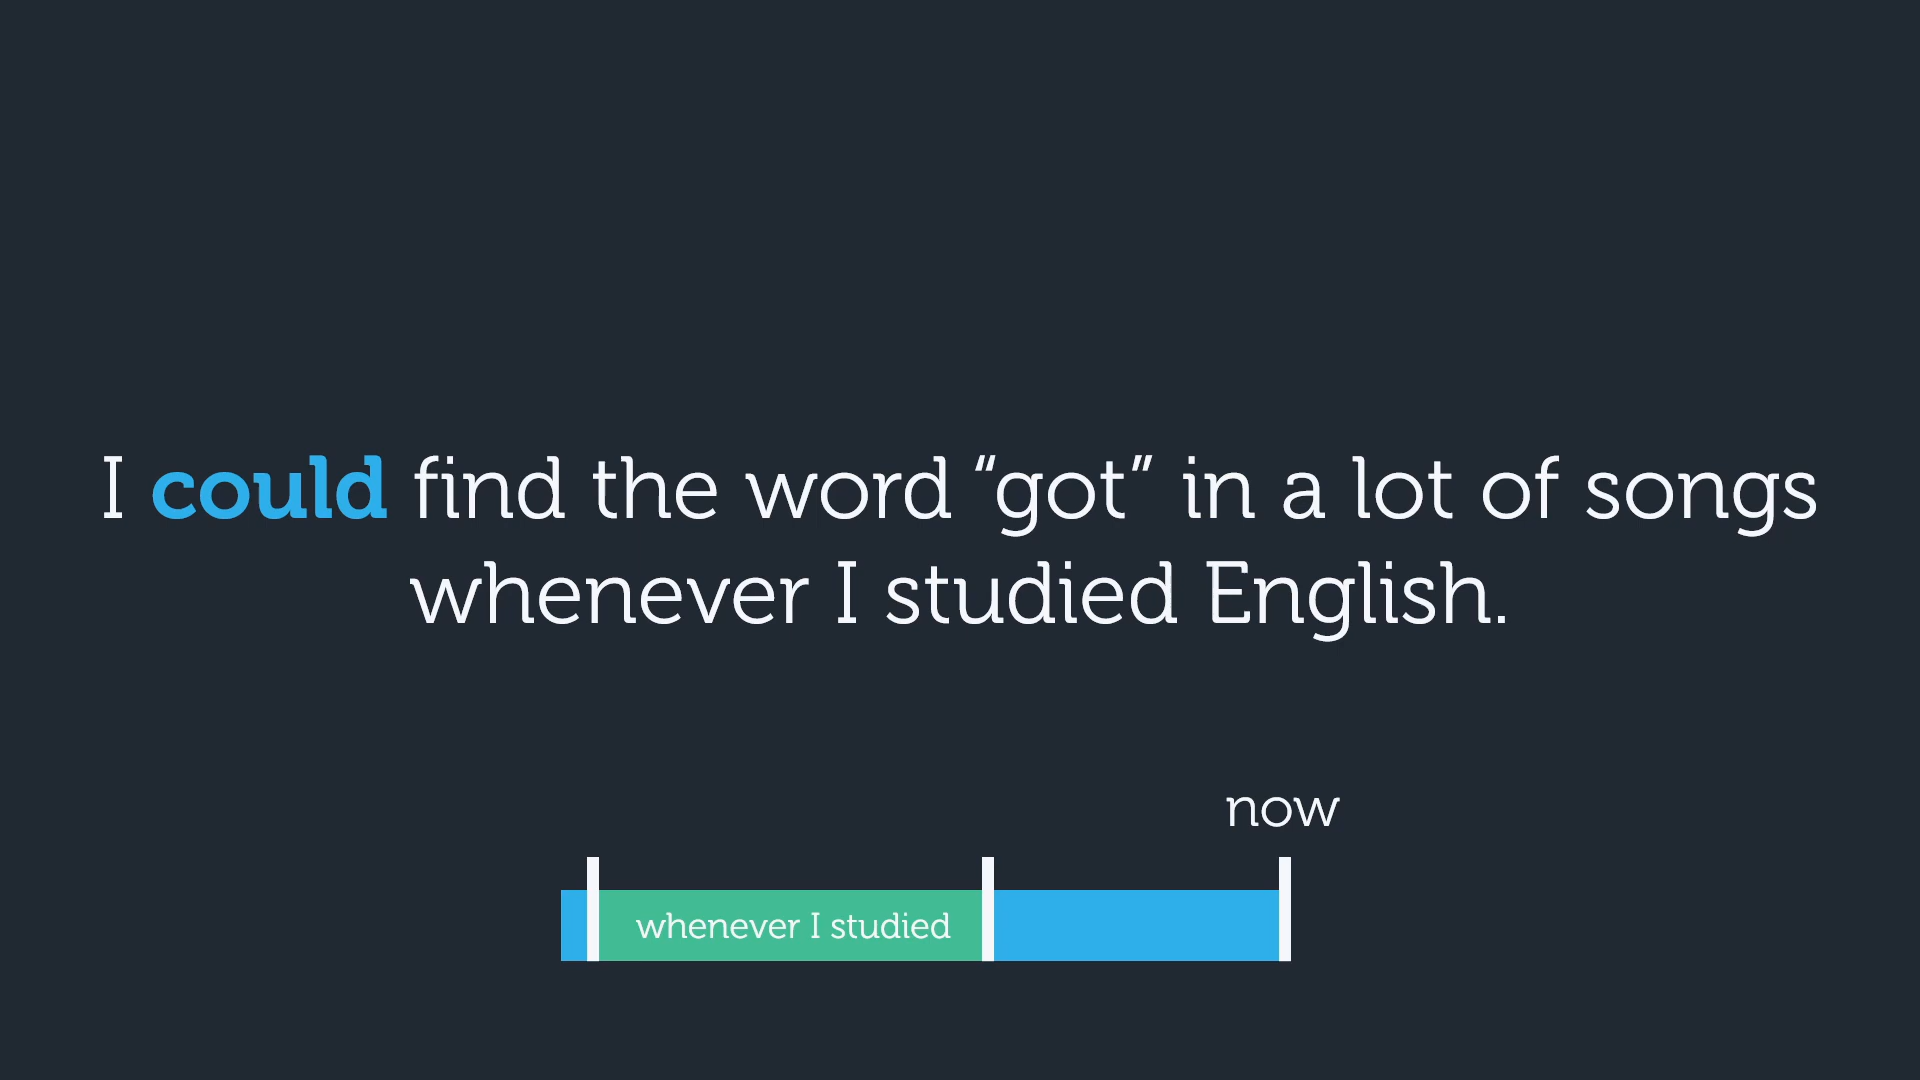 I could find the word “got” in a lot of songs
whenever I studied English.
now
whenever I studied